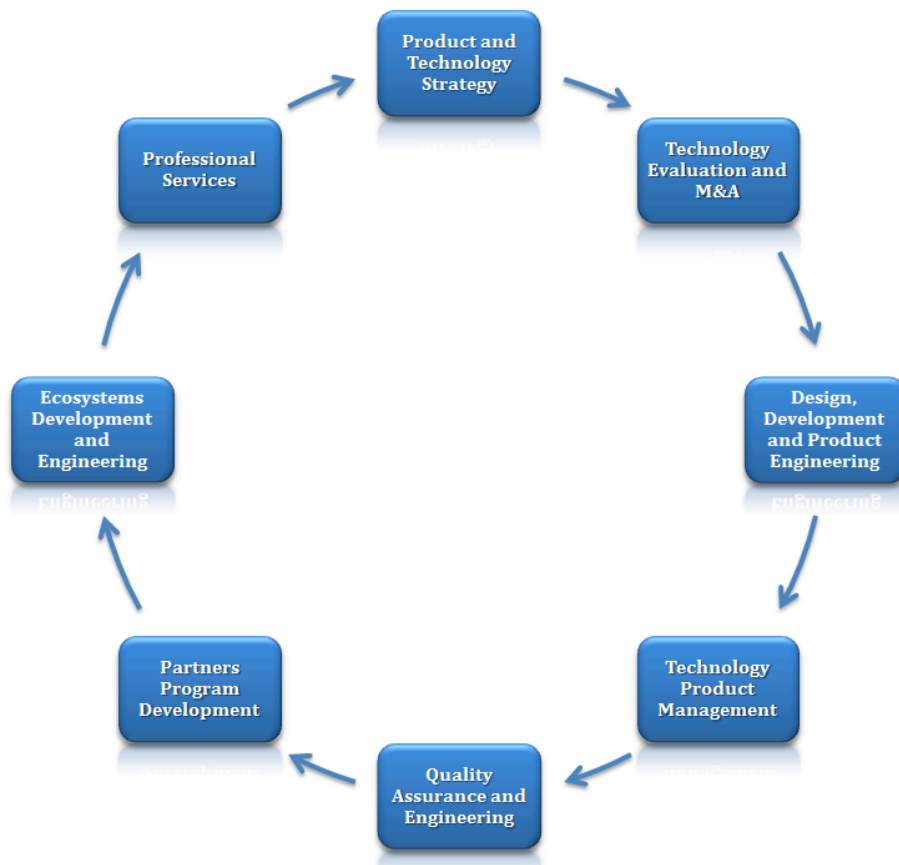 Product and
Technology
Strategy
Technology
Evaluation and
M&A
Design,
Development
and Product
Engineering
Technology
Product
Management
Quality
Assurance and
Engineering
Partners
Program
Development
Ecosystems
Development
and
Engineering
Professional
Services